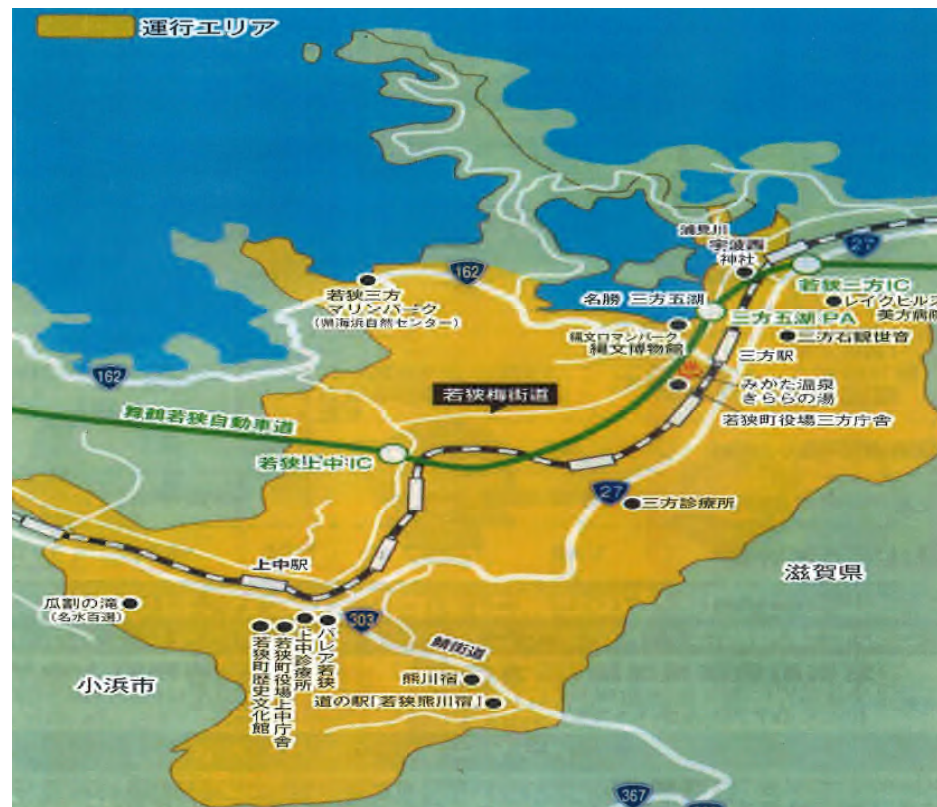 運行エリア
浦見川
宇波西
神社
27
162
若狭三方IC
若狭三方
マリンパーク
(県海浜自然センター)
名勝 三方五湖
レイクヒルズ
美方病院
三方五湖PA
縄文ロマンパーク
縄文博物館
三方石観世音
三方駅
162
みかた温泉
きららの湯
若狭梅街道
若狭町役場三方庁舎
舞鶴若狭自動車道
若狭上中IC
27
三方診療所
上中駅
滋賀県
瓜割の滝
(名水百選)
303
パレア若狭
上中診療所
若狭町役場上中庁舎
若狭町歴史文化館
鯖街道
小浜市
熊川宿
道の駅「若狭熊川宿」
367